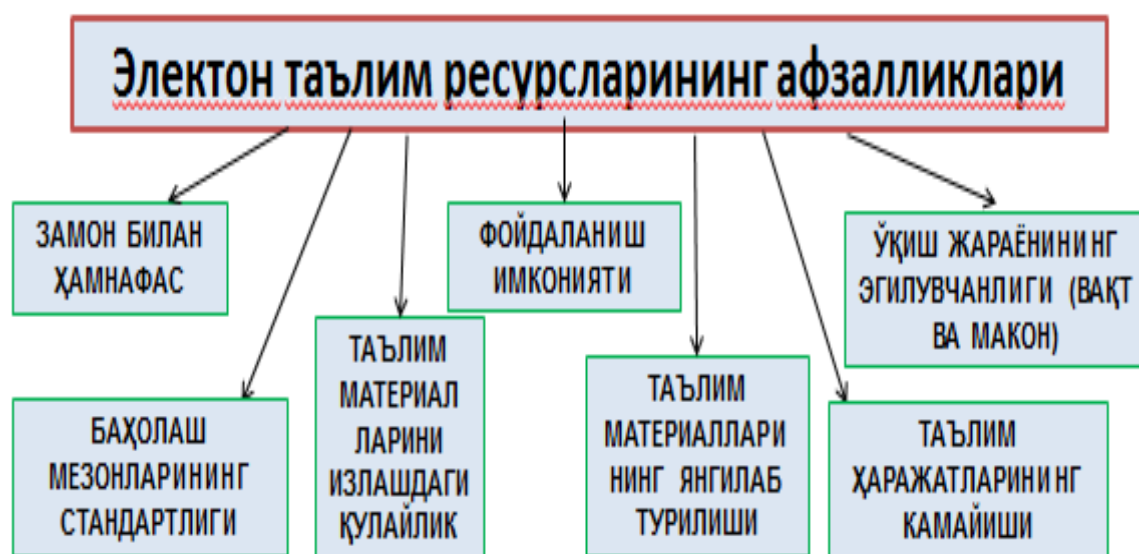 Электон таълим ресурсларининг афзалликлари
ЗАМОН БИЛАН
ҲАМНАФАС
ФОЙДАЛАНИШ
ИМКОНИЯТИ
ЎҚИШ ЖАРАЁНИНИНГ
ЭГИЛУВЧАНЛИГИ (ВАҚТ
ВА МАКОН)
БАҲОЛАШ
МЕЗОНЛАРИНИНГ
СТАНДАРТЛИГИ
ТАЪЛИМ
МАТЕРИАЛ
ЛАРИНИ
ИЗЛАШДАГИ
ҚУЛАЙЛИК
ТАЪЛИМ
МАТЕРИАЛЛАРИ
НИНГ ЯНГИЛАБ
ТУРИЛИШИ
ТАЪЛИМ
ҲАРАЖАТЛАРИНИНГ
КАМАЙИШИ